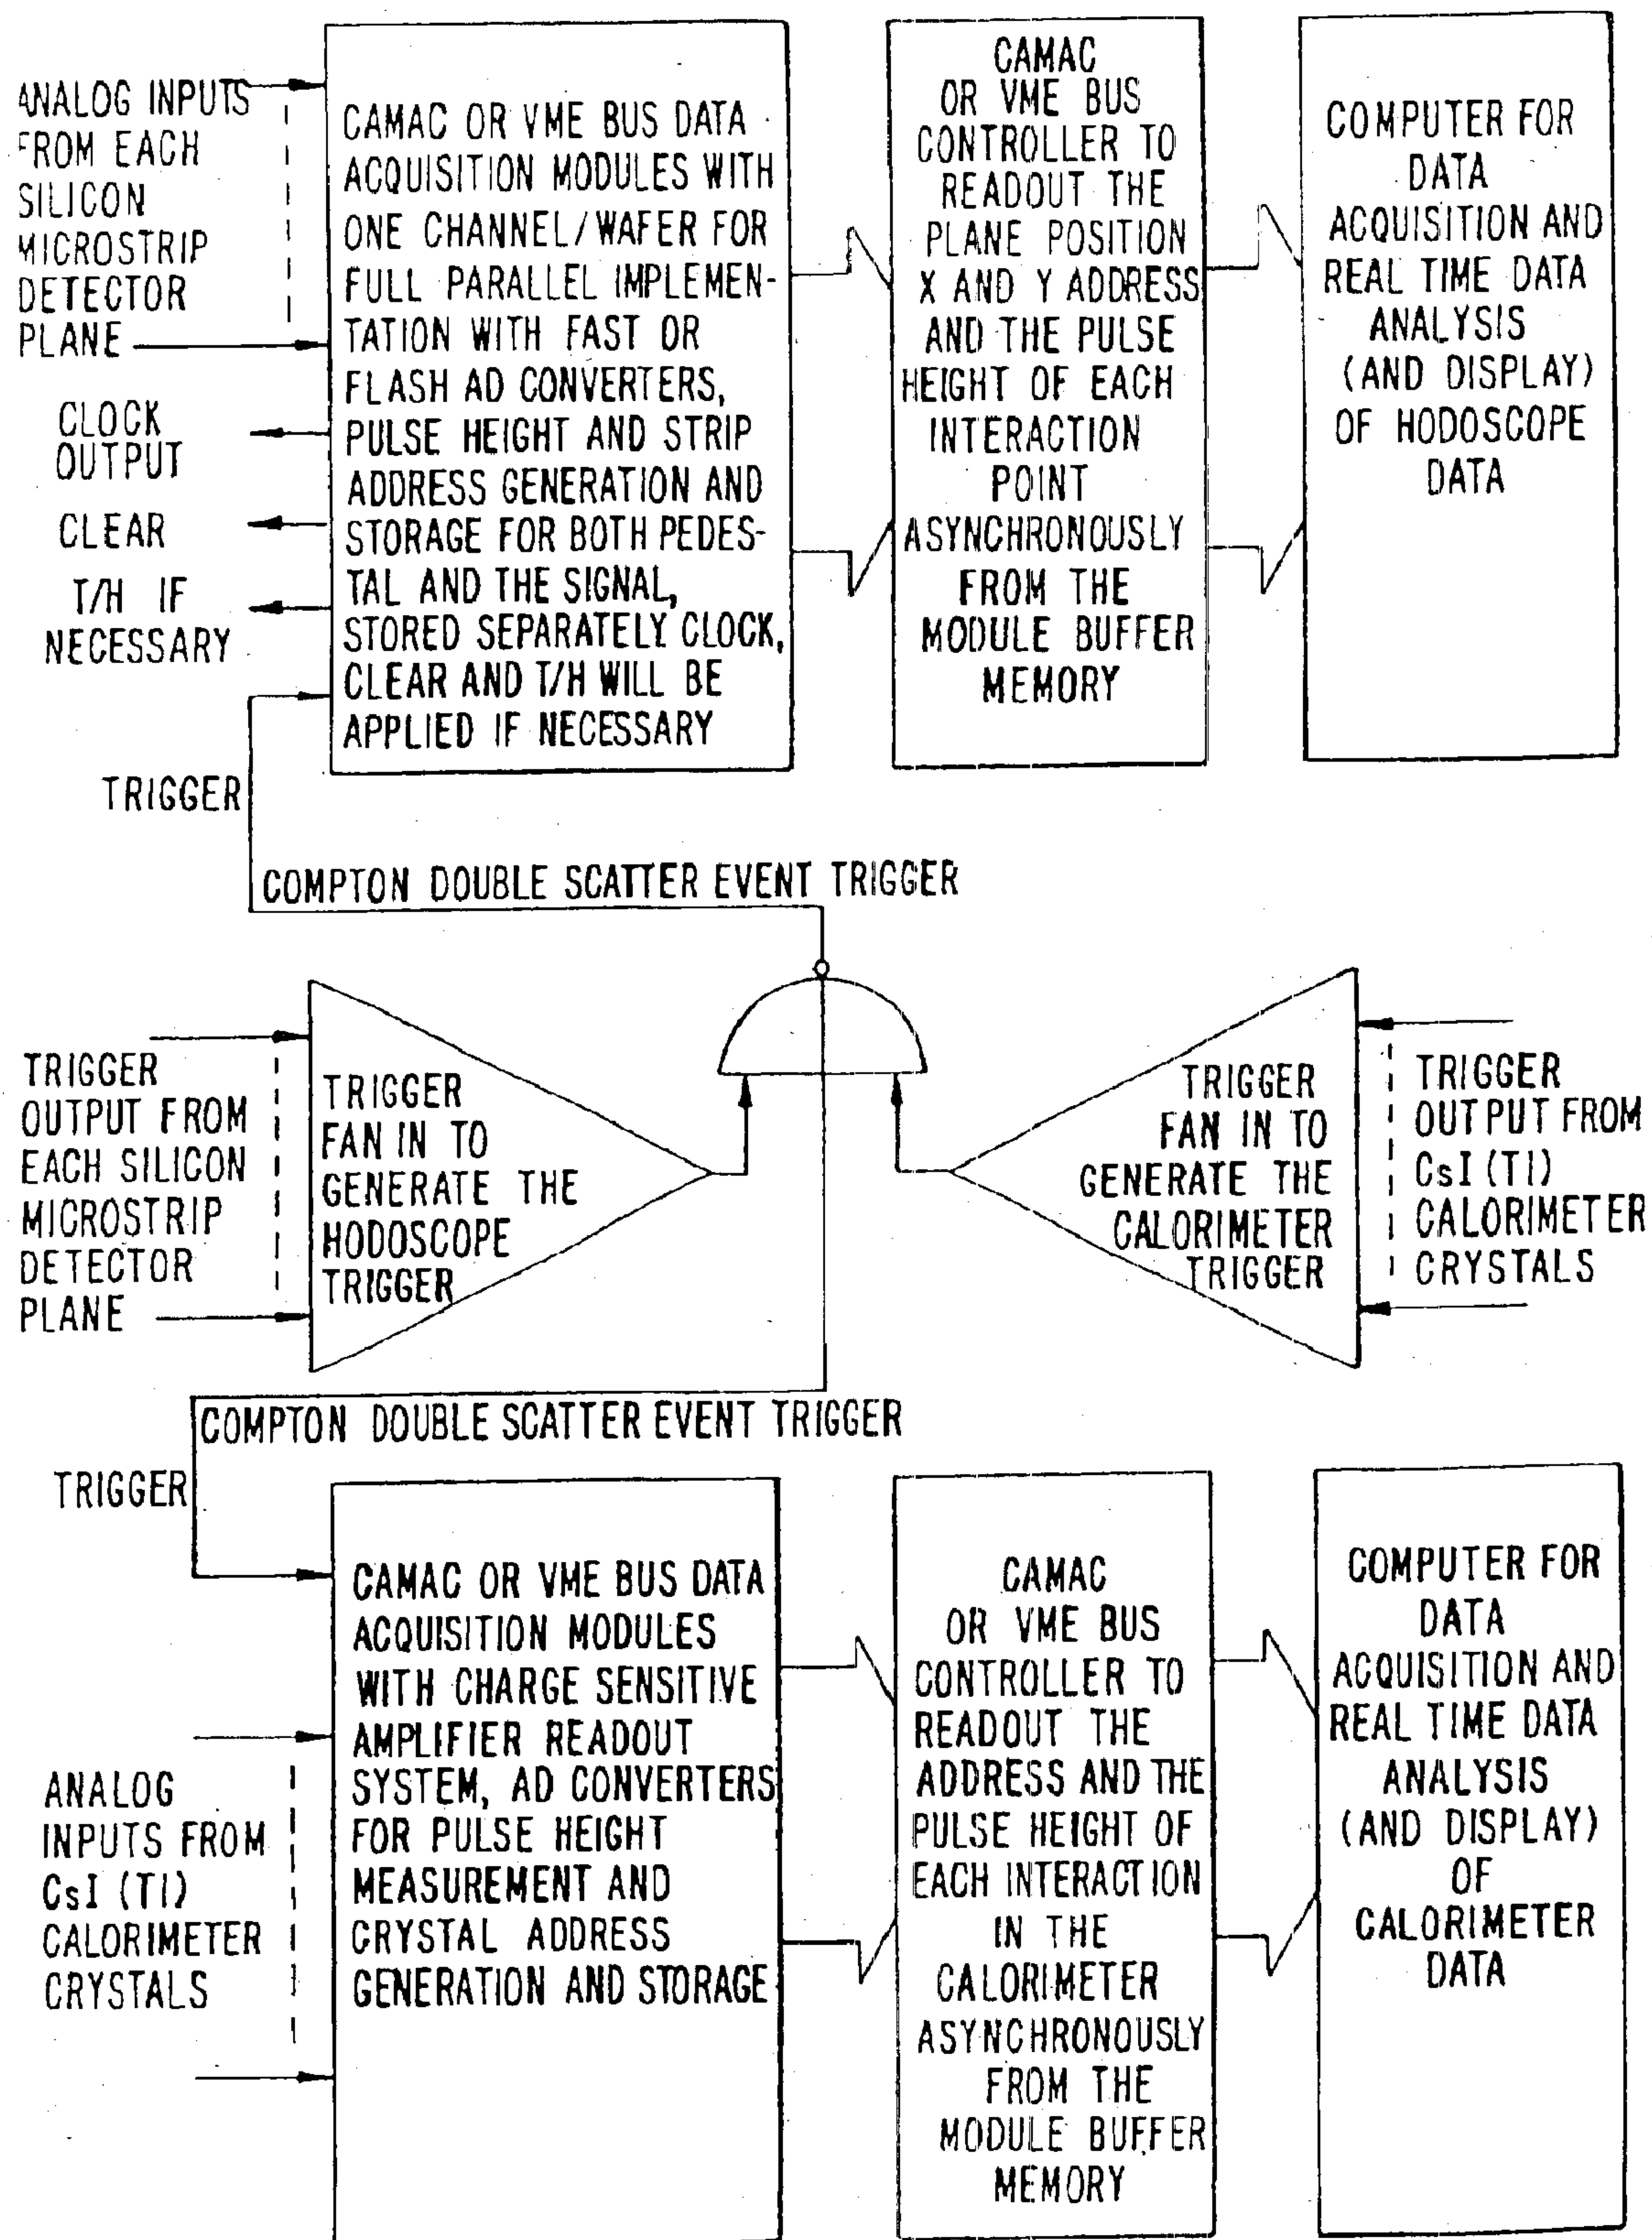 ANALOG INPUTS
FROM EACH
SILICON
MICROSTRIP
DETECTOR
PLANE
CLOCK
OUTPUT
CLEAR
T/H IF
NECESSARY
TRIGGER
CAMAC OR VME BUS DATA
ACQUISITION MODULES WITH
ONE CHANNEL/WAFER FOR
FULL PARALLEL IMPLEMEN-
TATION WITH FAST OR
FLASH AD CONVERTERS,
PULSE HEIGHT AND STRIP
ADDRESS GENERATION AND
STORAGE FOR BOTH PEDES-
TAL AND THE SIGNAL,
STORED SEPARATELY CLOCK,
CLEAR AND T/H WILL BE
APPLIED IF NECESSARY
CAMAC
OR VME BUS
CONTROLLER TO
READOUT THE
PLANE POSITION
X AND Y ADDRESS
AND THE PULSE
HEIGHT OF EACH
INTERACTION
POINT
ASYNCHRONOUSLY
FROM THE
MODULE BUFFER
MEMORY
COMPUTER FOR
DATA
ACQUISITION AND
REAL TIME DATA
ANALYSIS
(AND DISPLAY)
OF HODOSCOPE
DATA
COMPTON DOUBLE SCATTER EVENT TRIGGER
TRIGGER
OUTPUT FROM
EACH SILICON
MICROSTRIP
DETECTOR
PLANE
TRIGGER
FAN IN TO
GENERATE THE
HODOSCOPE
TRIGGER
TRIGGER
FAN IN TO
GENERATE THE
CALORIMETER
TRIGGER
TRIGGER
OUTPUT FROM
CsI (Tl)
CALORIMETER
CRYSTALS
COMPTON DOUBLE SCATTER EVENT TRIGGER
TRIGGER
ANALOG
INPUTS FROM
CsI (Tl)
CALORIMETER
CRYSTALS
CAMAC OR VME BUS DATA
ACQUISITION MODULES
WITH CHARGE SENSITIVE
AMPLIFIER READOUT
SYSTEM, AD CONVERTERS
FOR PULSE HEIGHT
MEASUREMENT AND
CRYSTAL ADDRESS
GENERATION AND STORAGE
CAMAC
OR VME BUS
CONTROLLER TO
READOUT THE
ADDRESS AND THE
PULSE HEIGHT OF
EACH INTERACTION
IN THE
CALORIMETER
ASYNCHRONOUSLY
FROM THE
MODULE BUFFER
MEMORY
COMPUTER FOR
DATA
ACQUISITION AND
REAL TIME DATA
ANALYSIS
(AND DISPLAY)
OF
CALORIMETER
DATA